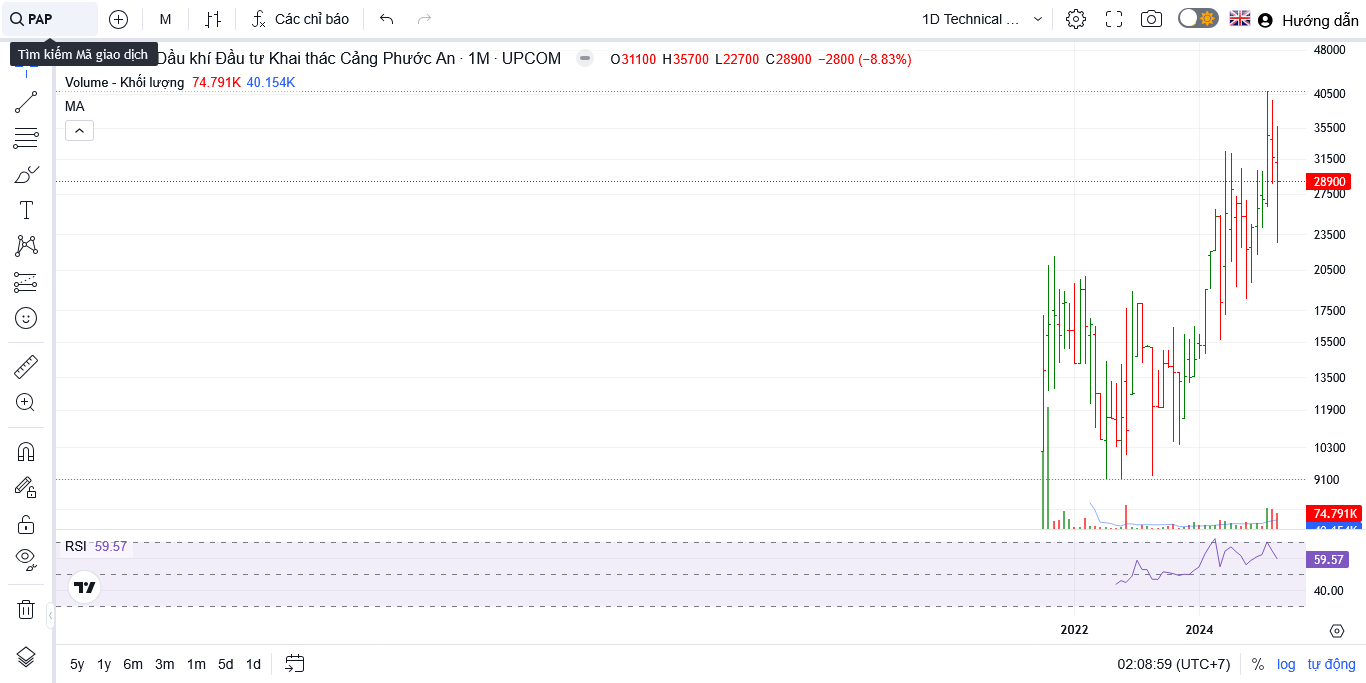 PAP
M
Các chỉ báo
1D Technical ...
Hướng dẫn
Tìm kiếm Mã giao dịch
Dầu khí Đầu tư Khai thác Cảng Phước An · 1M · UPCOM
O31100 H35700 L22700 C28900 −2800 (−8.83%)
Volume - Khối lượng 74.791K 40.154K
MA
48000
40500
35500
31500
28900
27500
23500
20500
17500
15500
13500
11900
10300
9100
74.791K
40.154K
RSI 59.57
59.57
40.00
2022
2024
5y 1y 6m 3m 1m 5d 1d
02:08:59 (UTC+7)
% log tự động